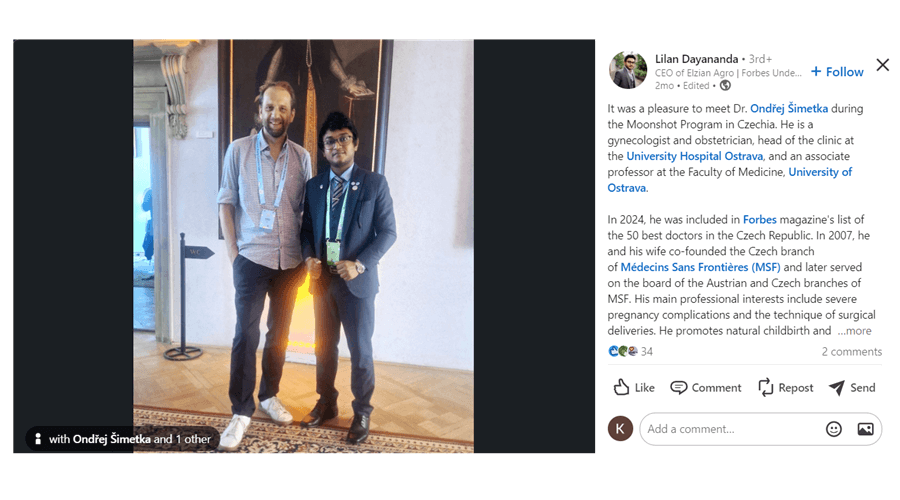 Lilan Dayananda • 3rd+
CEO of Elzian Agro | Forbes Unde...
2mo • Edited •
+ Follow
It was a pleasure to meet Dr. Ondřej Šimetka during
the Moonshot Program in Czechia. He is a
gynecologist and obstetrician, head of the clinic at
the University Hospital Ostrava, and an associate
professor at the Faculty of Medicine, University of
Ostrava.
In 2024, he was included in Forbes magazine's list of
the 50 best doctors in the Czech Republic. In 2007, he
and his wife co-founded the Czech branch
of Médecins Sans Frontières (MSF) and later served
on the board of the Austrian and Czech branches of
MSF. His main professional interests include severe
pregnancy complications and the technique of surgical
deliveries. He promotes natural childbirth and ...more
34
2 comments
Like
Comment
Repost
Send
K
Add a comment...
with Ondřej Šimetka and 1 other